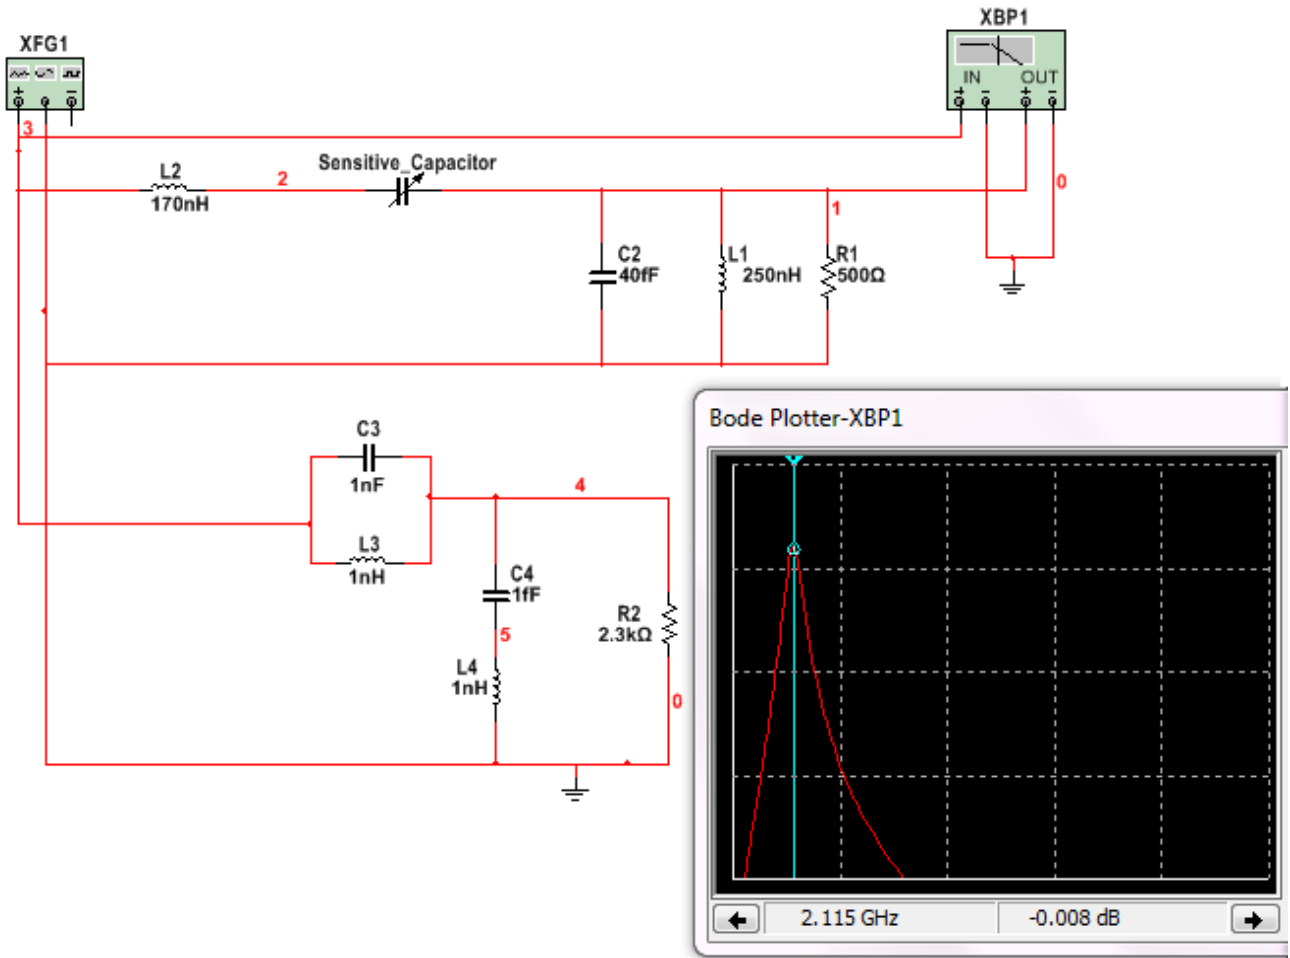 XBP1
XFG1
IN OUT
+ - + -
+ -
3
L2
170nH
2
Sensitive_Capacitor
0
1
C2
40fF
L1
250nH
R1
500Ω
C3
1nF
L3
1nH
4
C4
1fF
5
L4
1nH
R2
2.3kΩ
0
Bode Plotter-XBP1
2.115 GHz
-0.008 dB